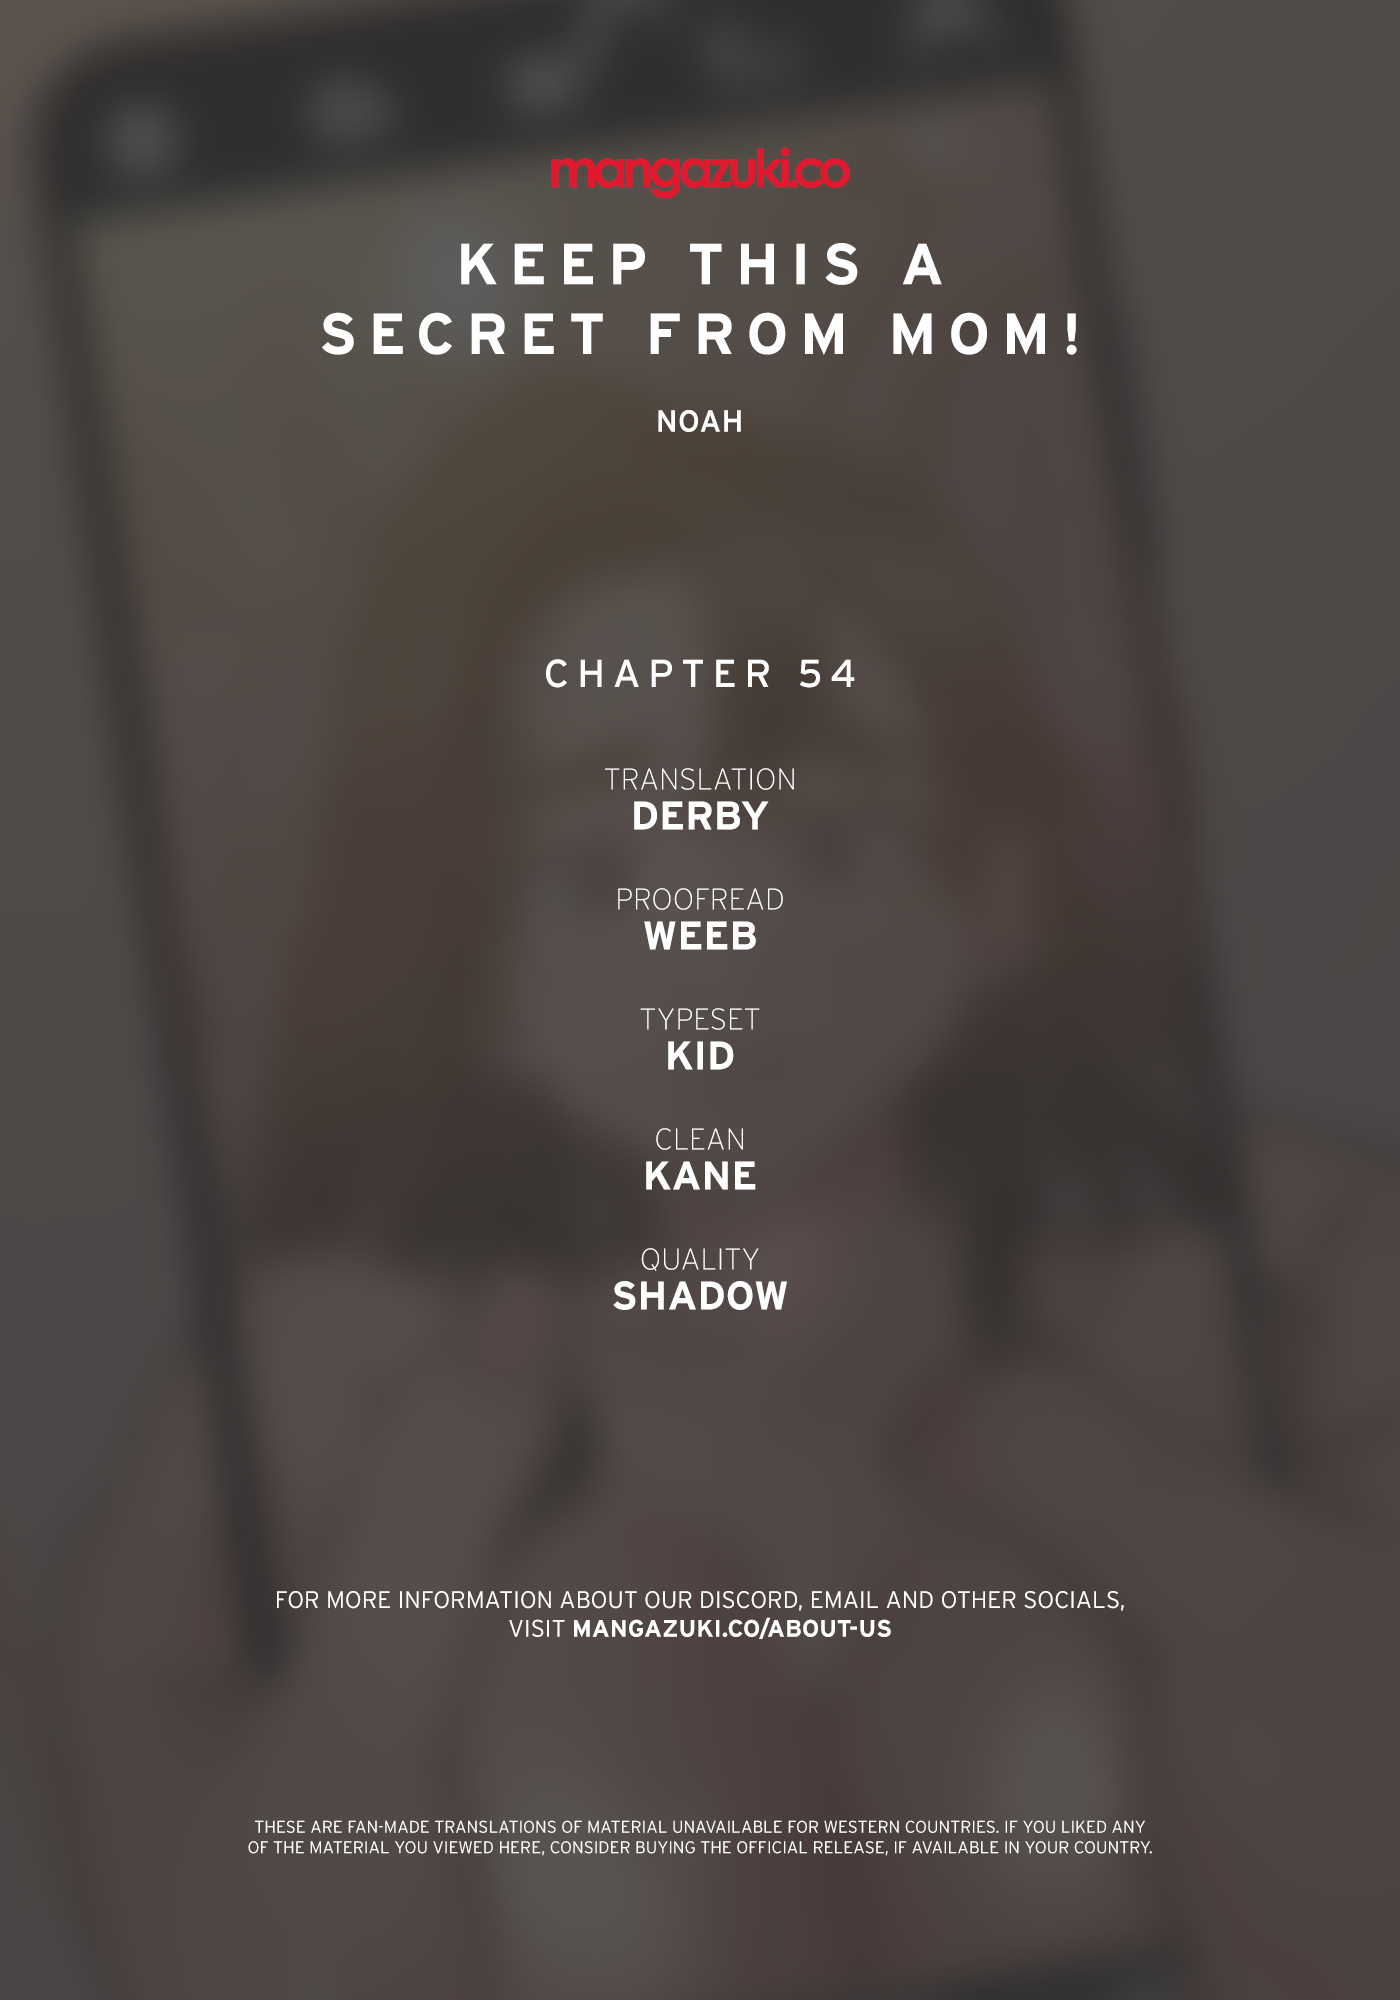 mangazuki.co
KEEP THIS A
SECRET FROM MOM!
NOAH
CHAPTER 54
TRANSLATION
DERBY
PROOFREAD
WEEB
TYPESET
KID
CLEAN
KANE
QUALITY
SHADOW
FOR MORE INFORMATION ABOUT OUR DISCORD, EMAIL AND OTHER SOCIALS,
VISIT MANGAZUKI.CO/ABOUT-US
THESE ARE FAN-MADE TRANSLATIONS OF MATERIAL UNAVAILABLE FOR WESTERN COUNTRIES. IF YOU LIKED ANY
OF THE MATERIAL YOU VIEWED HERE, CONSIDER BUYING THE OFFICIAL RELEASE, IF AVAILABLE IN YOUR COUNTRY.